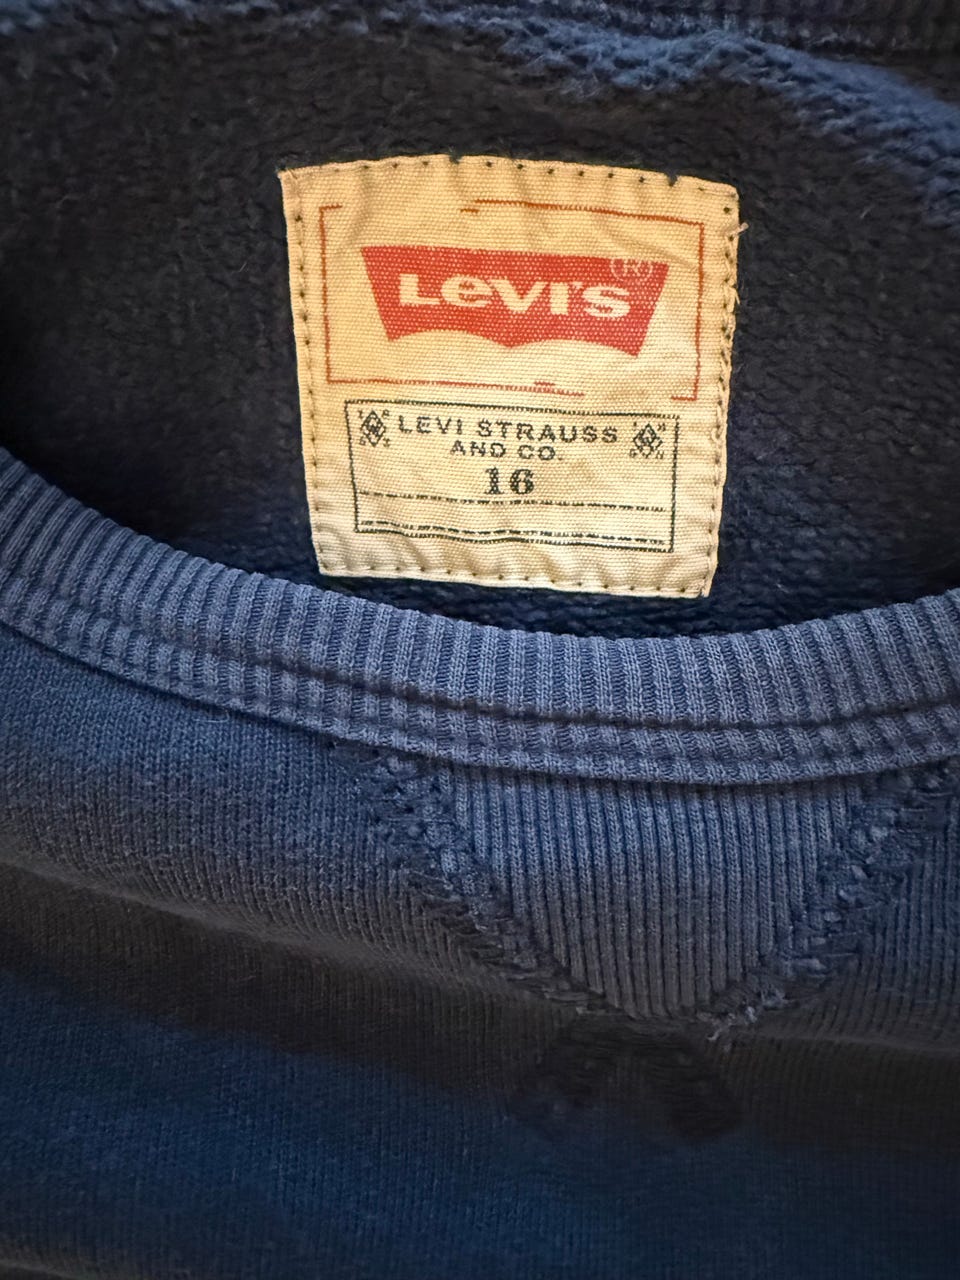 Levi's®
LEVI STRAUSS
AND CO.
16